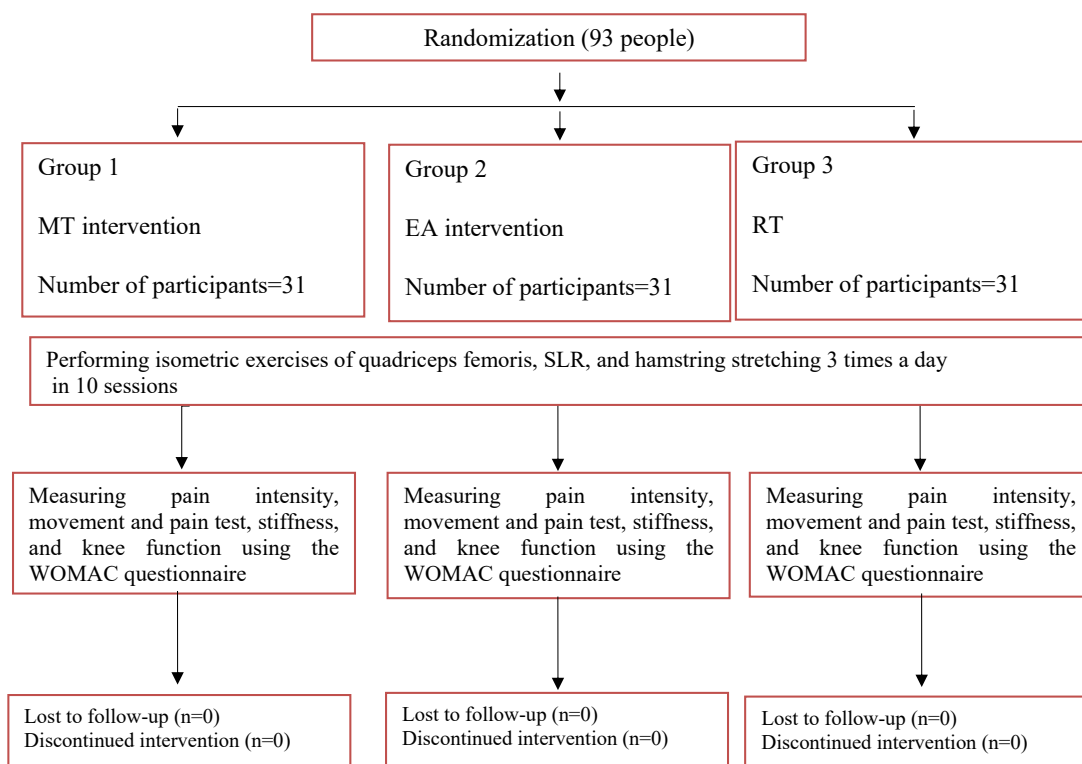 Randomization (93 people)
Group 1
MT intervention
Number of participants=31
Group 2
EA intervention
Number of participants=31
Group 3
RT
Number of participants=31
Performing isometric exercises of quadriceps femoris, SLR, and hamstring stretching 3 times a day
in 10 sessions
Measuring pain intensity,
movement and pain test, stiffness,
and knee function using the
WOMAC questionnaire
Measuring pain intensity,
movement and pain test, stiffness,
and knee function using the
WOMAC questionnaire
Measuring pain intensity,
movement and pain test, stiffness,
and knee function using the
WOMAC questionnaire
Lost to follow-up (n=0)
Discontinued intervention (n=0)
Lost to follow-up (n=0)
Discontinued intervention (n=0)
Lost to follow-up (n=0)
Discontinued intervention (n=0)